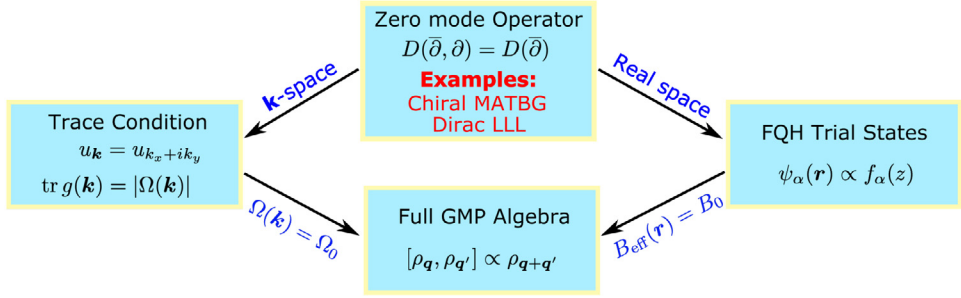 Zero mode Operator
D(∂̄, ∂) = D(∂̄)
Examples:
Chiral MATBG
Dirac LLL
k-space
Real space
Trace Condition
u_𝒌 = u_{k_x+ik_y}
tr g(𝒌) = |Ω(𝒌)|
FQH Trial States
ψ_α(𝒓) ∝ f_α(z)
Ω(𝒌) = Ω_0
B_eff(𝒓) = B_0
Full GMP Algebra
[ρ_𝒒, ρ_𝒒′] ∝ ρ_{𝒒+𝒒′}